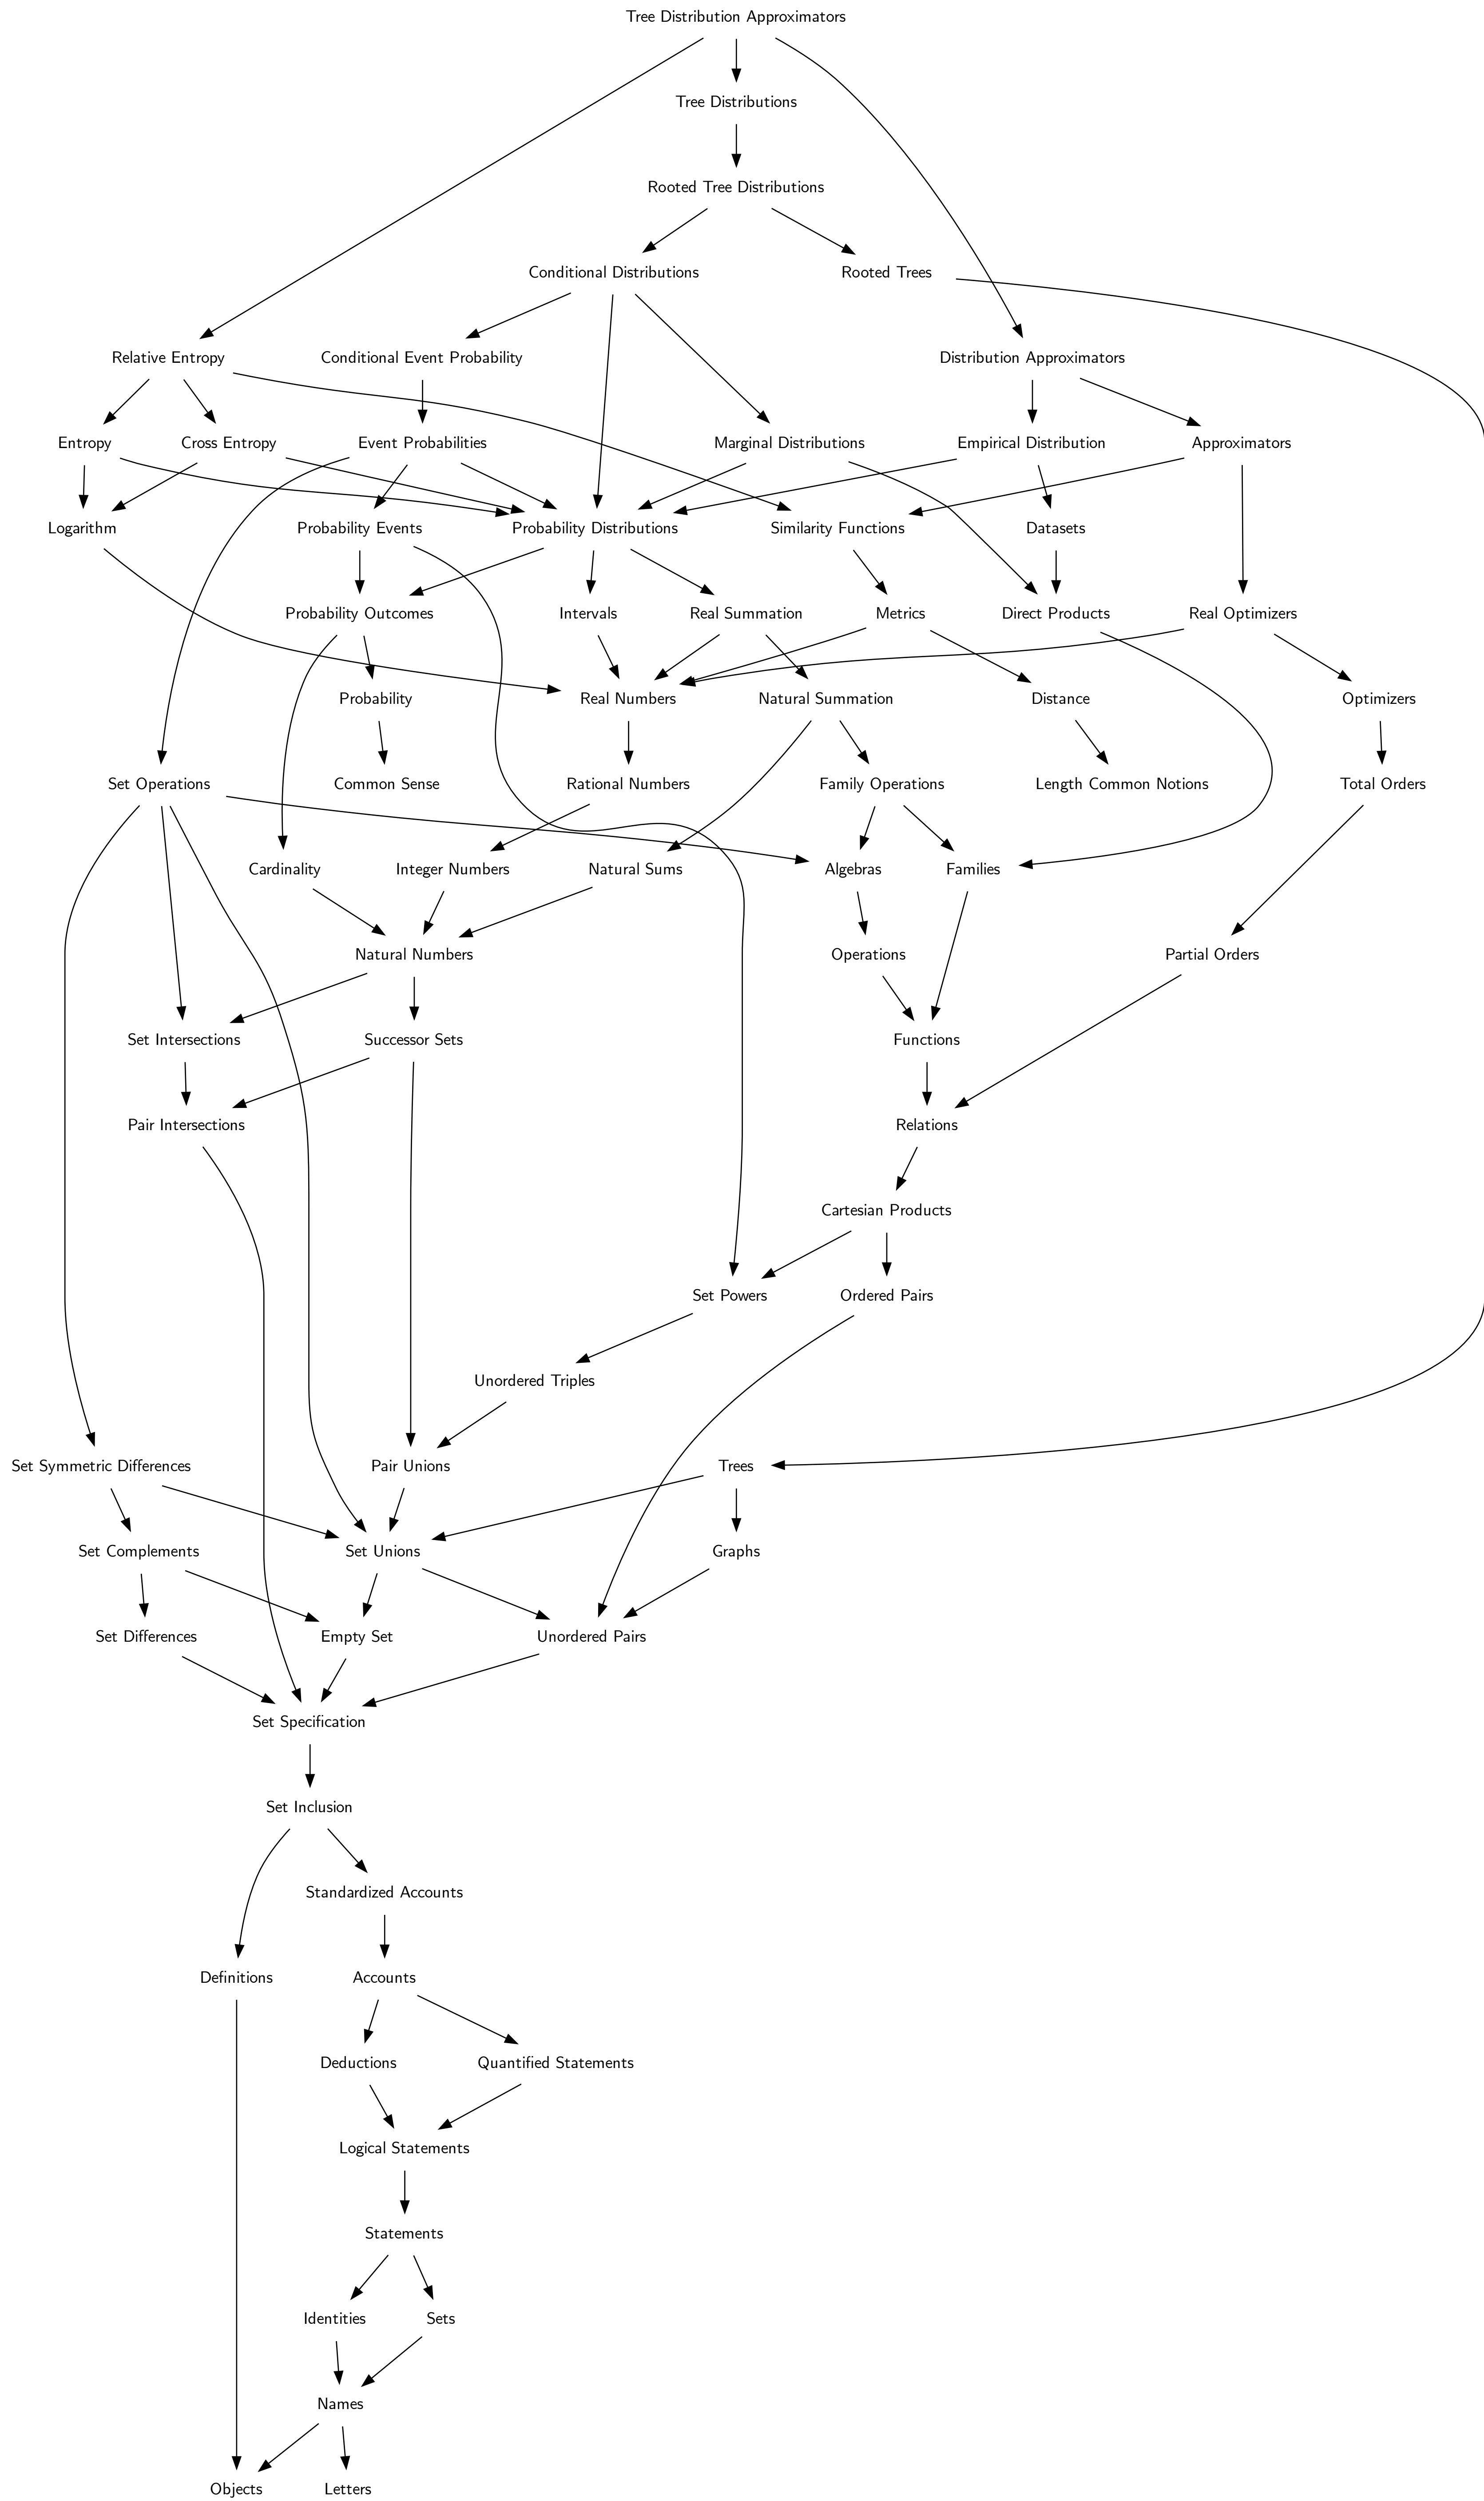 Tree Distribution Approximators
Tree Distributions
Rooted Tree Distributions
Conditional Distributions
Rooted Trees
Relative Entropy
Conditional Event Probability
Distribution Approximators
Entropy
Cross Entropy
Event Probabilities
Marginal Distributions
Empirical Distribution
Approximators
Logarithm
Probability Events
Probability Distributions
Similarity Functions
Datasets
Probability Outcomes
Intervals
Real Summation
Metrics
Direct Products
Real Optimizers
Probability
Real Numbers
Natural Summation
Distance
Optimizers
Set Operations
Common Sense
Rational Numbers
Family Operations
Length Common Notions
Total Orders
Cardinality
Integer Numbers
Natural Sums
Algebras
Families
Natural Numbers
Operations
Partial Orders
Set Intersections
Successor Sets
Functions
Pair Intersections
Relations
Cartesian Products
Set Powers
Ordered Pairs
Unordered Triples
Set Symmetric Differences
Pair Unions
Trees
Set Complements
Set Unions
Graphs
Set Differences
Empty Set
Unordered Pairs
Set Specification
Set Inclusion
Standardized Accounts
Definitions
Accounts
Deductions
Quantified Statements
Logical Statements
Statements
Identities
Sets
Names
Objects
Letters